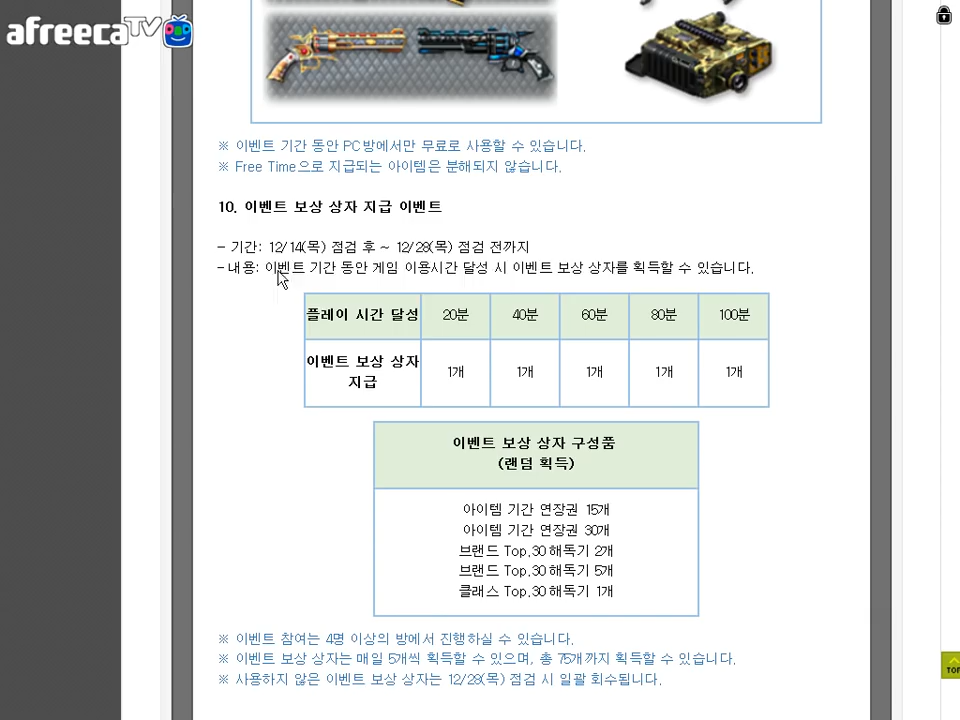 afreecaTV
※ 이벤트 기간 동안 PC방에서만 무료로 사용할 수 있습니다.
※ Free Time으로 지급되는 아이템은 분해되지 않습니다.
10. 이벤트 보상 상자 지급 이벤트
- 기간: 12/14(목) 점검 후 ~ 12/28(목) 점검 전까지
- 내용: 이벤트 기간 동안 게임 이용시간 달성 시 이벤트 보상 상자를 획득할 수 있습니다.
플레이 시간 달성 20분 40분 60분 80분 100분
이벤트 보상 상자 지급 1개 1개 1개 1개 1개
이벤트 보상 상자 구성품
(랜덤 획득)
아이템 기간 연장권 15개
아이템 기간 연장권 30개
브랜드 Top.30 해독기 2개
브랜드 Top.30 해독기 5개
클래스 Top.30 해독기 1개
※ 이벤트 참여는 4명 이상의 방에서 진행하실 수 있습니다.
※ 이벤트 보상 상자는 매일 5개씩 획득할 수 있으며, 총 75개까지 획득할 수 있습니다.
※ 사용하지 않은 이벤트 보상 상자는 12/28(목) 점검 시 일괄 회수됩니다.
TOP